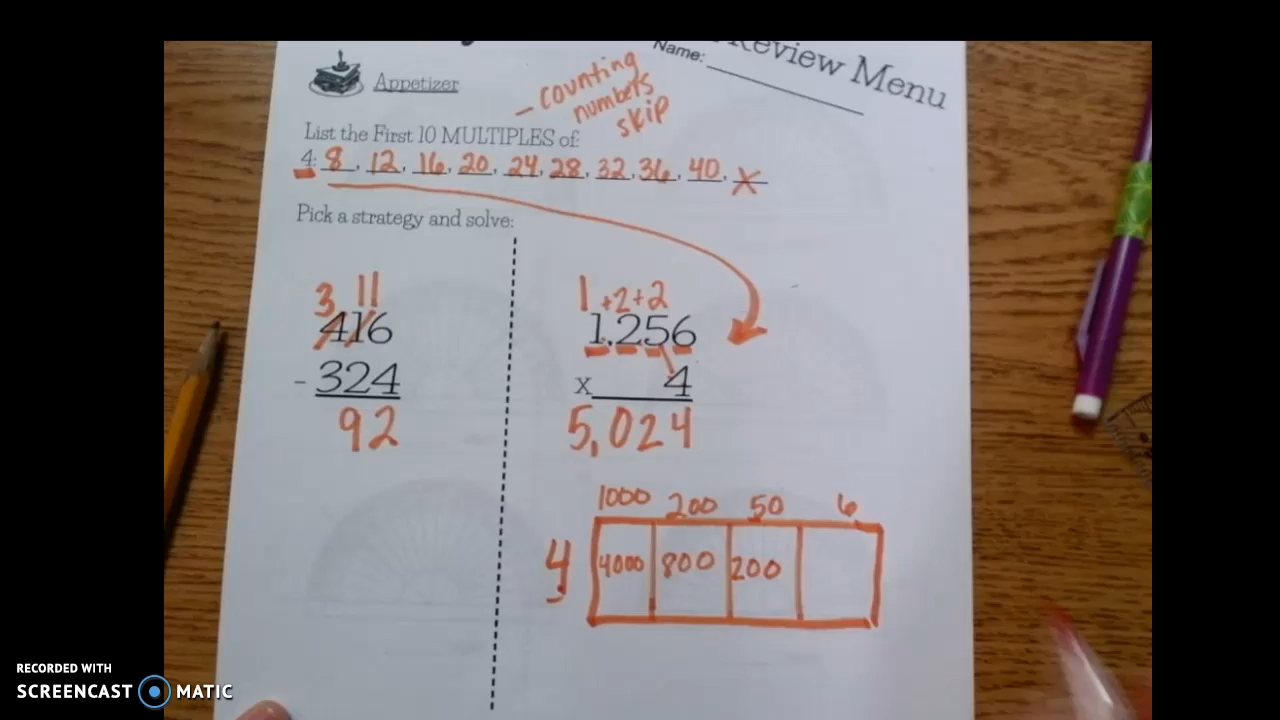 Review Menu
Name:
Appetizer
- counting
numbers
skip
List the First 10 MULTIPLES of:
4: 8, 12, 16, 20, 24, 28, 32, 36, 40, X
Pick a strategy and solve:
3 11
416
- 324
92
1 +2 +2
1,256
x 4
5,024
1000 200 50 6
4 4000 800 200
RECORDED WITH
SCREENCAST MATIC